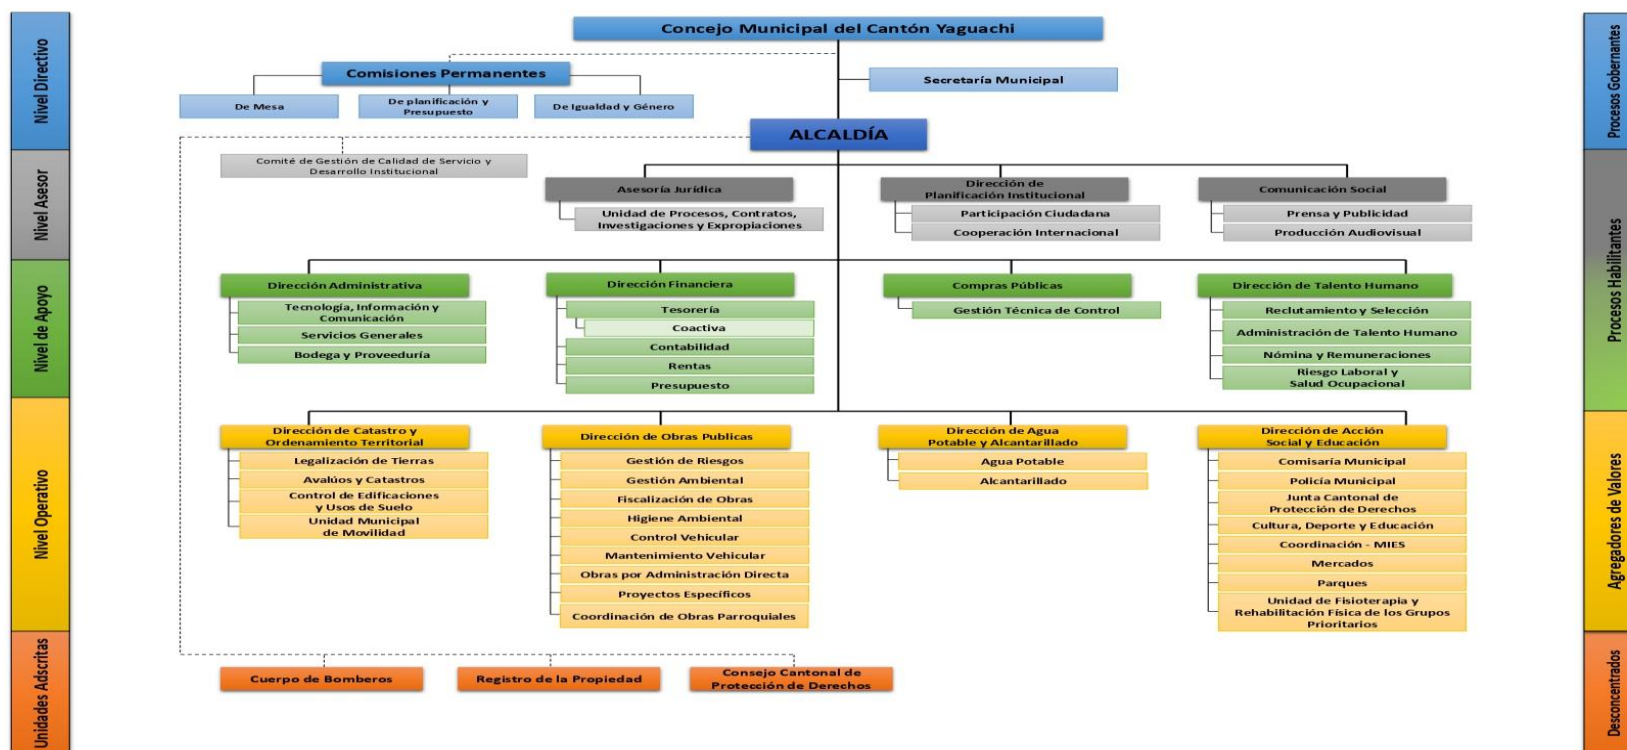 Concejo Municipal del Cantón Yaguachi
Nivel Directivo
Procesos Gobernantes
Comisiones Permanentes
Secretaría Municipal
De Mesa
De planificación y
Presupuesto
De Igualdad y Género
ALCALDÍA
Comité de Gestión de Calidad de Servicio y
Desarrollo Institucional
Nivel Asesor
Procesos Habilitantes
Asesoría Jurídica
Unidad de Procesos, Contratos,
Investigaciones y Expropiaciones
Dirección de
Planificación Institucional
Participación Ciudadana
Cooperación Internacional
Comunicación Social
Prensa y Publicidad
Producción Audiovisual
Nivel de Apoyo
Dirección Administrativa
Tecnología, Información y
Comunicación
Servicios Generales
Bodega y Proveeduría
Dirección Financiera
Tesorería
Coactiva
Contabilidad
Rentas
Presupuesto
Compras Públicas
Gestión Técnica de Control
Dirección de Talento Humano
Reclutamiento y Selección
Administración de Talento Humano
Nómina y Remuneraciones
Riesgo Laboral y
Salud Ocupacional
Nivel Operativo
Agregadores de Valores
Dirección de Catastro y
Ordenamiento Territorial
Legalización de Tierras
Avalúos y Catastros
Control de Edificaciones
y Usos de Suelo
Unidad Municipal
de Movilidad
Dirección de Obras Publicas
Gestión de Riesgos
Gestión Ambiental
Fiscalización de Obras
Higiene Ambiental
Control Vehicular
Mantenimiento Vehicular
Obras por Administración Directa
Proyectos Específicos
Coordinación de Obras Parroquiales
Dirección de Agua
Potable y Alcantarillado
Agua Potable
Alcantarillado
Dirección de Acción
Social y Educación
Comisaría Municipal
Policía Municipal
Junta Cantonal de
Protección de Derechos
Cultura, Deporte y Educación
Coordinación - MIES
Mercados
Parques
Unidad de Fisioterapia y
Rehabilitación Física de los Grupos
Prioritarios
Unidades Adscritas
Desconcentrados
Cuerpo de Bomberos
Registro de la Propiedad
Consejo Cantonal de
Protección de Derechos